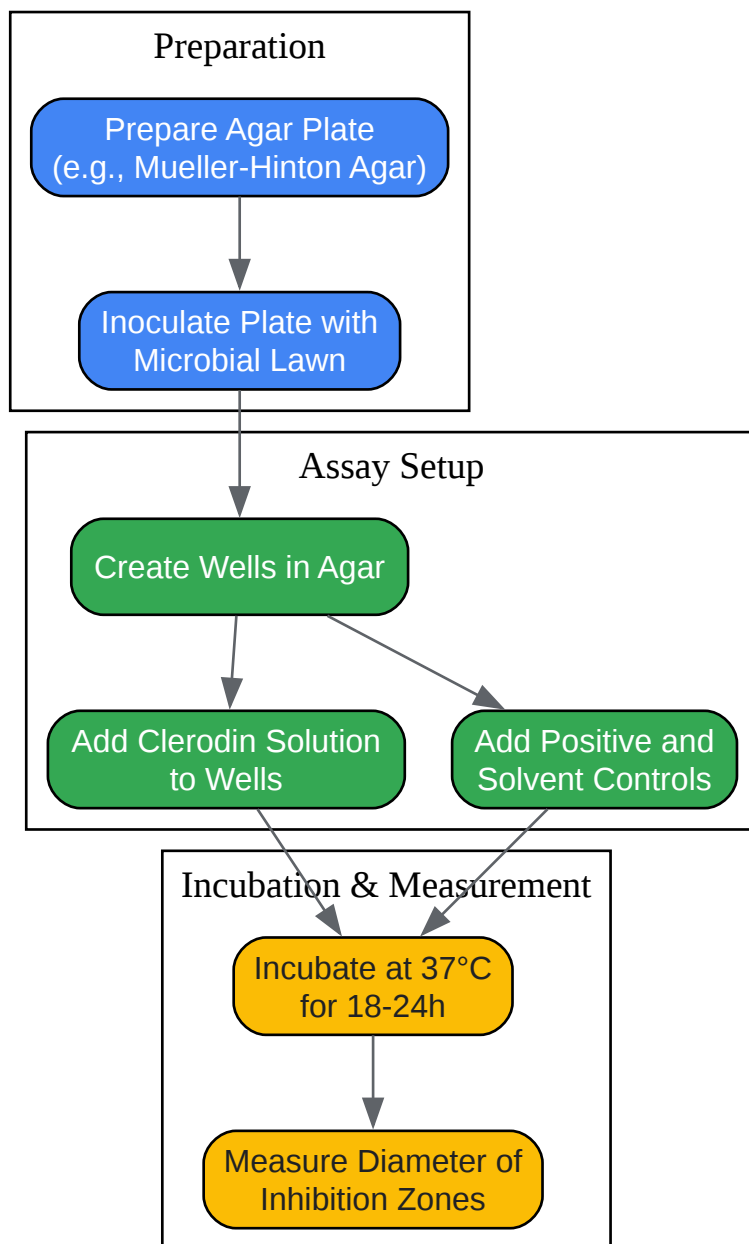 Preparation
Prepare Agar Plate
(e.g., Mueller-Hinton Agar)
Inoculate Plate with
Microbial Lawn
Assay Setup
Create Wells in Agar
Add Clerodin Solution
to Wells
Add Positive and
Solvent Controls
Incubation & Measurement
Incubate at 37°C
for 18-24h
Measure Diameter of
Inhibition Zones